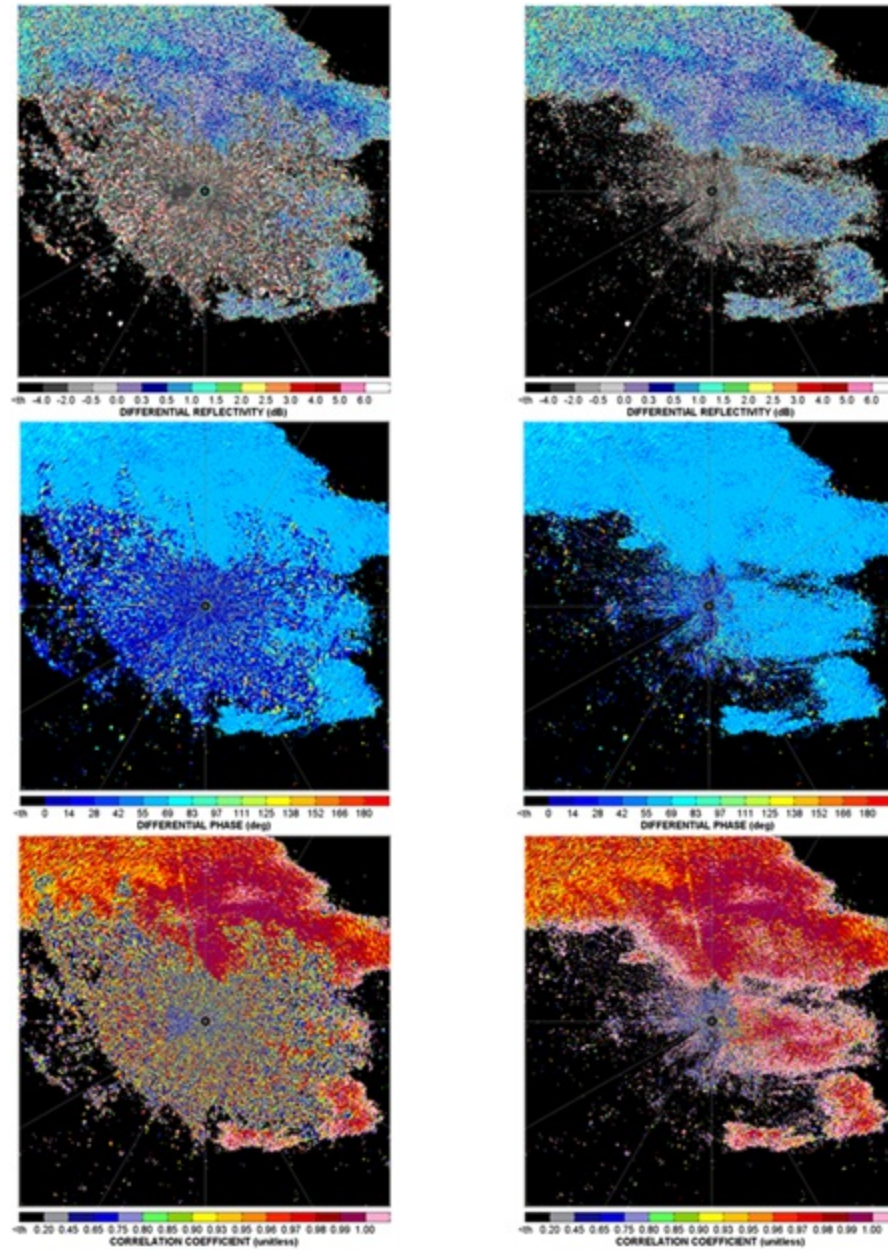 <th -4.0 -2.0 -0.5 0.0 0.3 0.5 1.0 1.5 2.0 2.5 3.0 4.0 5.0 6.0
DIFFERENTIAL REFLECTIVITY (dB)
<th -4.0 -2.0 -0.5 0.0 0.3 0.5 1.0 1.5 2.0 2.5 3.0 4.0 5.0 6.0
DIFFERENTIAL REFLECTIVITY (dB)
<th 0 14 28 42 55 69 83 97 111 125 138 152 166 180
DIFFERENTIAL PHASE (deg)
<th 0 14 28 42 55 69 83 97 111 125 138 152 166 180
DIFFERENTIAL PHASE (deg)
<th 0.20 0.45 0.65 0.75 0.80 0.85 0.90 0.93 0.95 0.96 0.97 0.98 0.99 1.00
CORRELATION COEFFICIENT (unitless)
<th 0.20 0.45 0.65 0.75 0.80 0.85 0.90 0.93 0.95 0.96 0.97 0.98 0.99 1.00
CORRELATION COEFFICIENT (unitless)